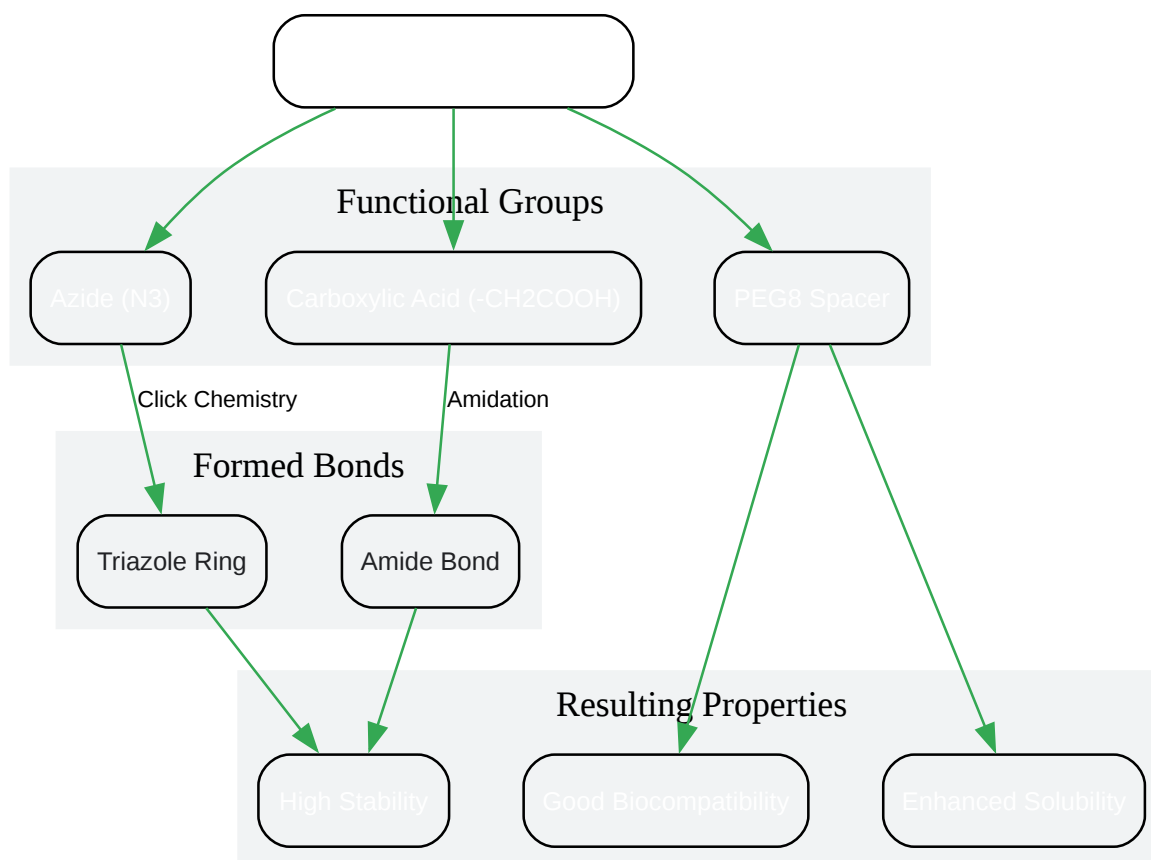 Functional Groups
Azide (N3)
Carboxylic Acid (-CH2COOH)
PEG8 Spacer
Click Chemistry
Amidation
Formed Bonds
Triazole Ring
Amide Bond
Resulting Properties
High Stability
Good Biocompatibility
Enhanced Solubility